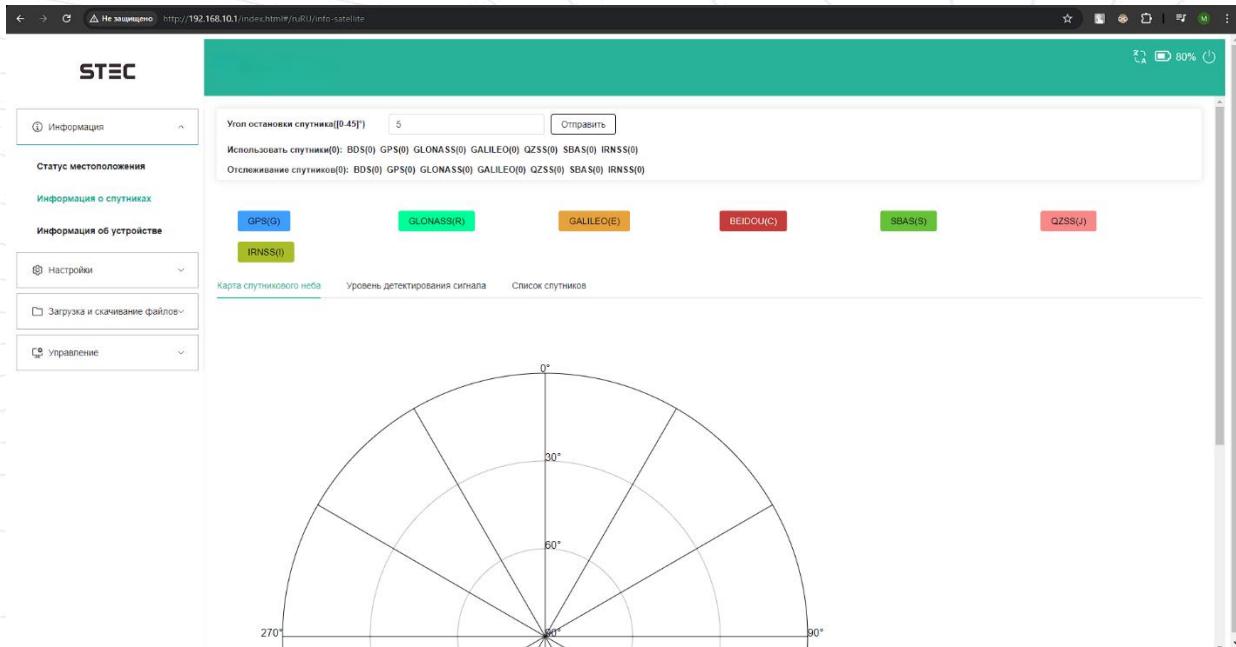 Не защищено http://192.168.10.1/index.html#/ruRU/info-satellite
M
STEC
80%
Информация
Статус местоположения
Информация о спутниках
Информация об устройстве
Настройки
Загрузка и скачивание файлов
Управление
Угол остановки спутника([0-45]°) 5 Отправить
Использовать спутники(0): BDS(0) GPS(0) GLONASS(0) GALILEO(0) QZSS(0) SBAS(0) IRNSS(0)
Отслеживание спутников(0): BDS(0) GPS(0) GLONASS(0) GALILEO(0) QZSS(0) SBAS(0) IRNSS(0)
GPS(G) GLONASS(R) GALILEO(E) BEIDOU(C) SBAS(S) QZSS(J)
IRNSS(I)
Карта спутникового неба Уровень детектирования сигнала Список спутников
0°
30°
60°
270° 90° 90°